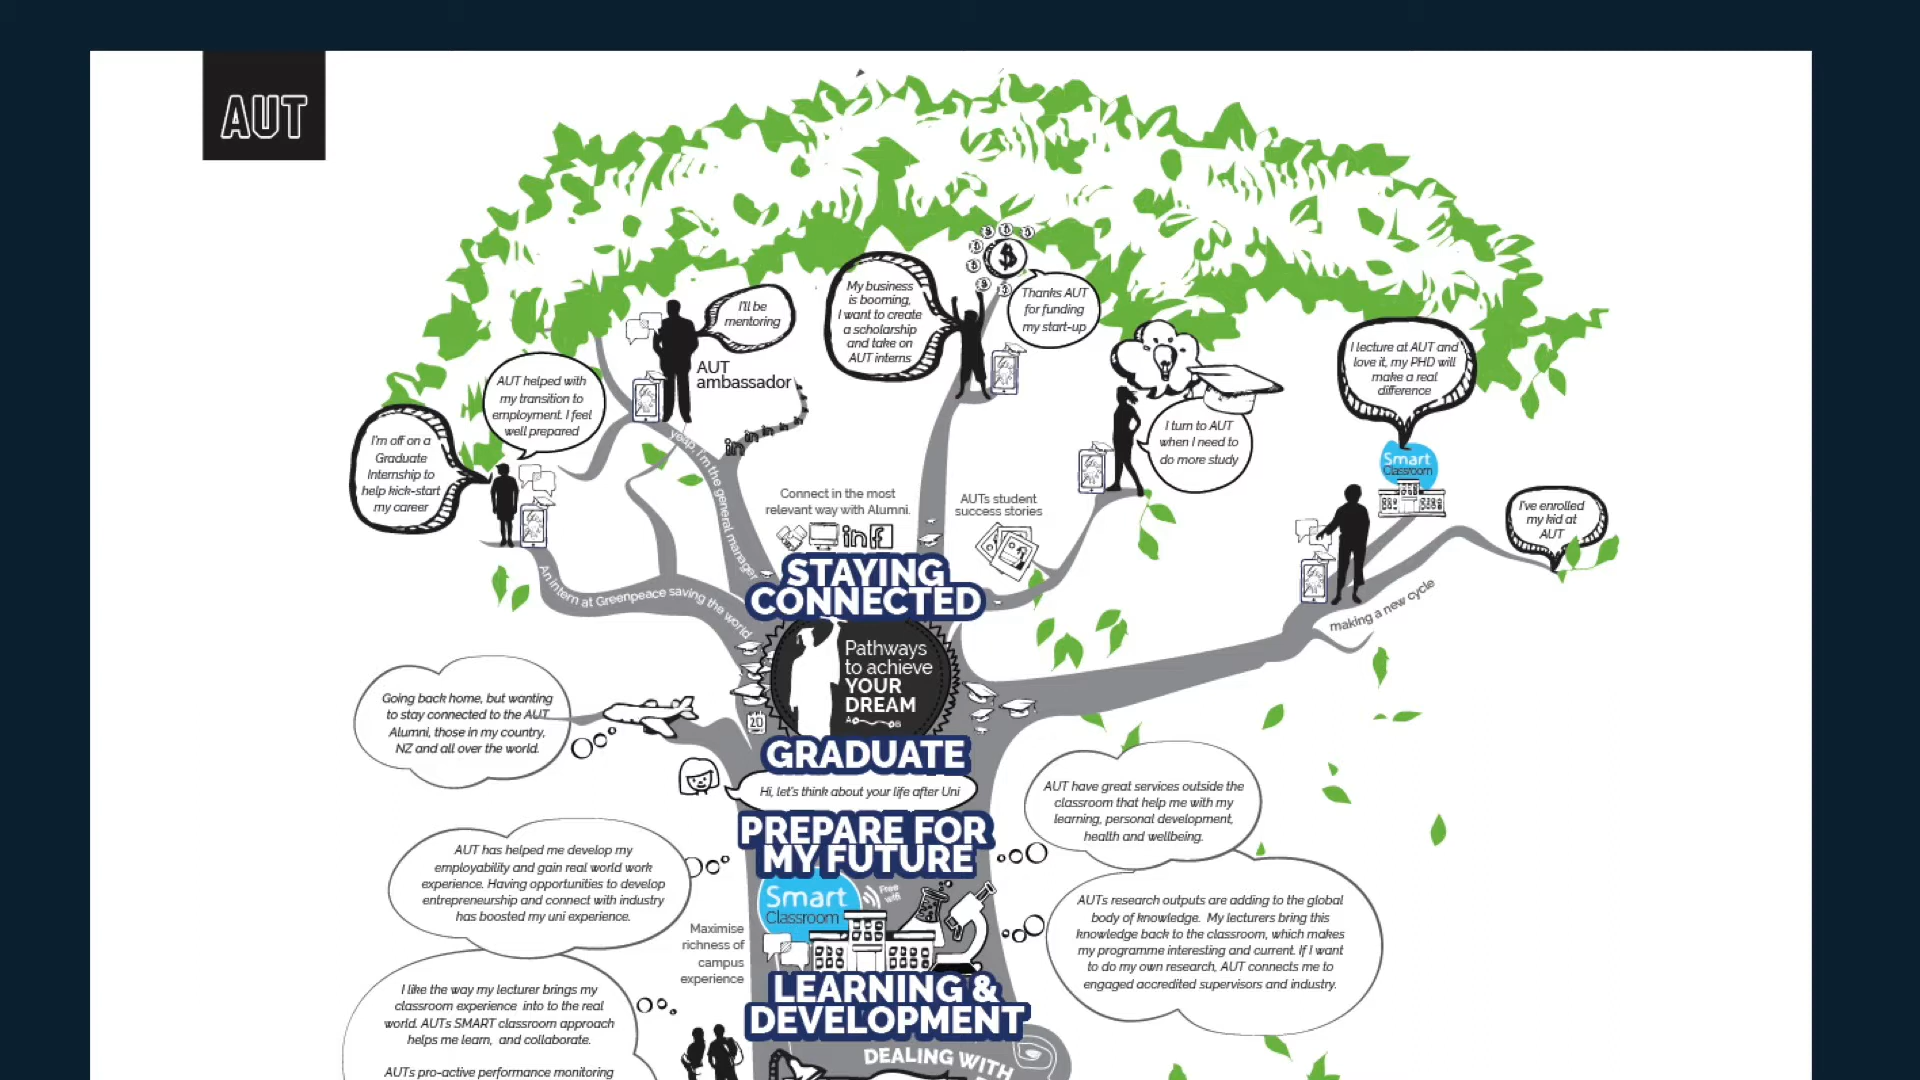 AUT
I'll be
mentoring
AUT
ambassador
My business
is booming,
I want to create
a scholarship
and take on
AUT interns
$
Thanks AUT
for funding
my start-up
I lecture at AUT and
love it, my PHD will
make a real
difference
AUT helped with
my transition to
employment. I feel
well prepared
I'm off on a
Graduate
Internship to
help kick-start
my career
I turn to AUT
when I need to
do more study
Smart
Classroom
I've enrolled
my kid at
AUT
yeap, I'm the general manager
in in in in in
Connect in the most
relevant way with Alumni.
in f
AUTs student
success stories
An intern at Greenpeace saving the world
making a new cycle
STAYING
CONNECTED
Pathways
to achieve
YOUR
DREAM
A B
20
Going back home, but wanting
to stay connected to the AUT
Alumni, those in my country,
NZ and all over the world.
GRADUATE
Hi, let's think about your life after Uni
AUT have great services outside the
classroom that help me with my
learning, personal development,
health and wellbeing.
PREPARE FOR
MY FUTURE
AUT has helped me develop my
employability and gain real world work
experience. Having opportunities to develop
entrepreneurship and connect with industry
has boosted my uni experience.
Smart
Classroom
Free
wifi
Maximise
richness of
campus
experience
AUTs research outputs are adding to the global
body of knowledge. My lecturers bring this
knowledge back to the classroom, which makes
my programme interesting and current. If I want
to do my own research, AUT connects me to
engaged accredited supervisors and industry.
LEARNING &
DEVELOPMENT
I like the way my lecturer brings my
classroom experience into to the real
world. AUTs SMART classroom approach
helps me learn, and collaborate.
AUTs pro-active performance monitoring
DEALING WITH